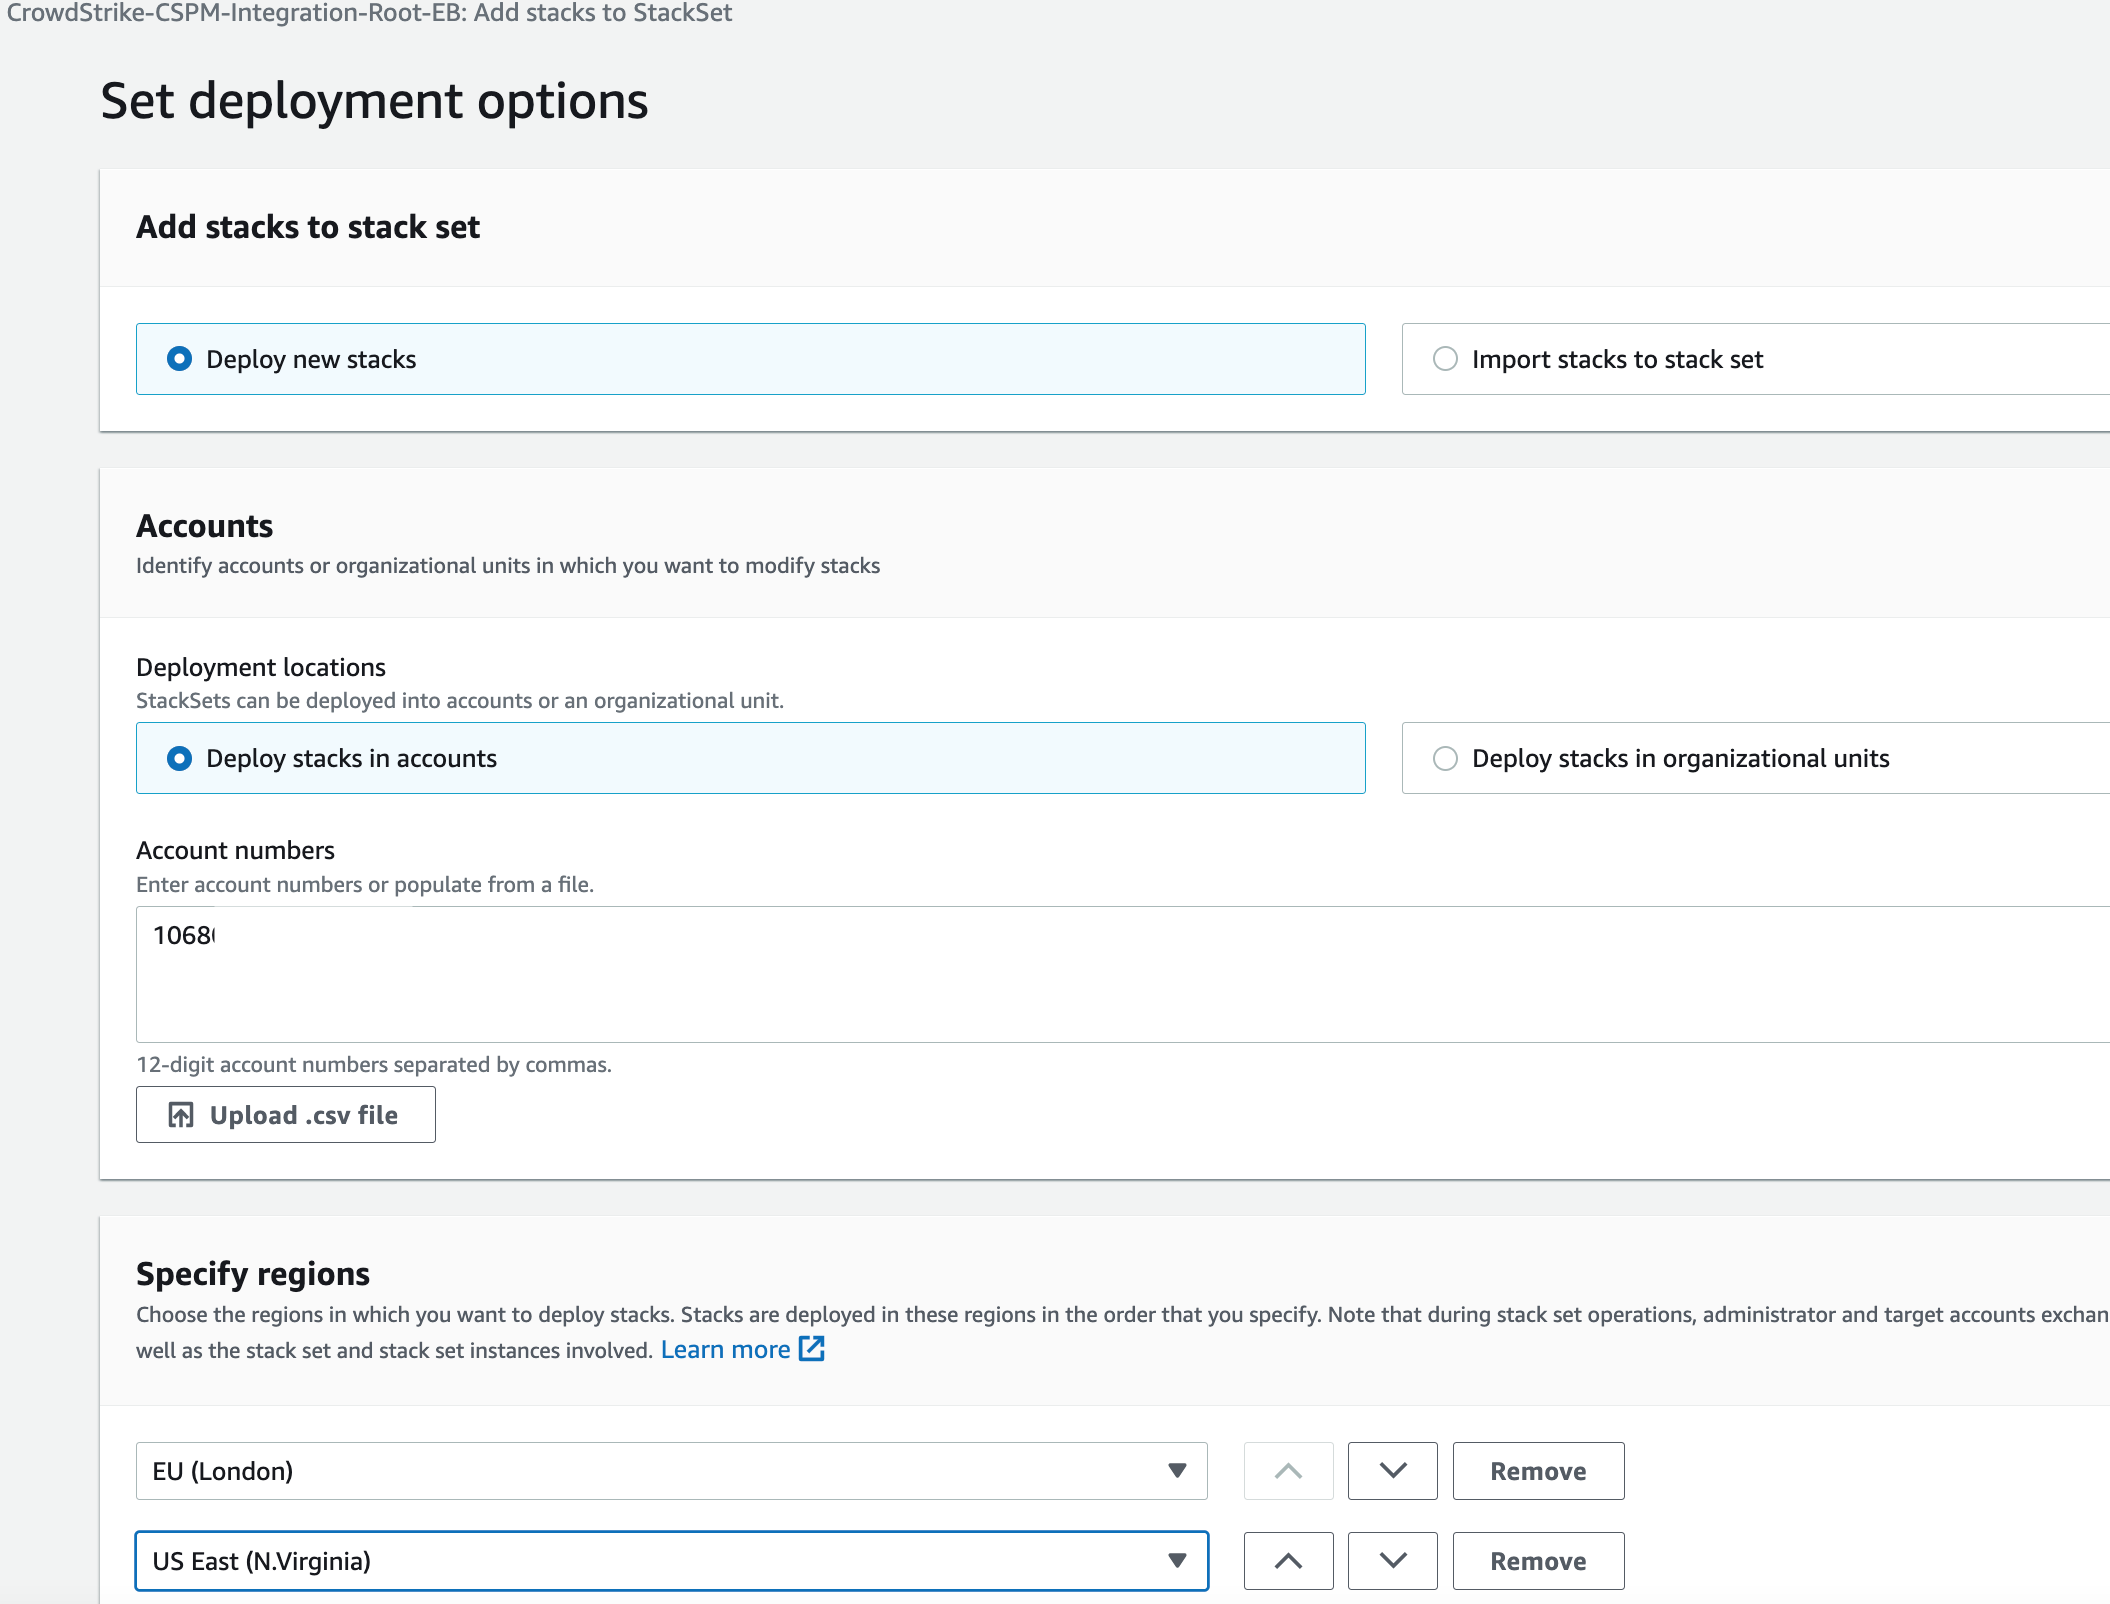 CrowdStrike-CSPM-Integration-Root-EB: Add stacks to StackSet
Set deployment options
Add stacks to stack set
Deploy new stacks
Import stacks to stack set
Accounts
Identify accounts or organizational units in which you want to modify stacks
Deployment locations
StackSets can be deployed into accounts or an organizational unit.
Deploy stacks in accounts
Deploy stacks in organizational units
Account numbers
Enter account numbers or populate from a file.
1068
12-digit account numbers separated by commas.
Upload .csv file
Specify regions
Choose the regions in which you want to deploy stacks. Stacks are deployed in these regions in the order that you specify. Note that during stack set operations, administrator and target accounts exchan
well as the stack set and stack set instances involved. Learn more
EU (London)
Remove
US East (N.Virginia)
Remove